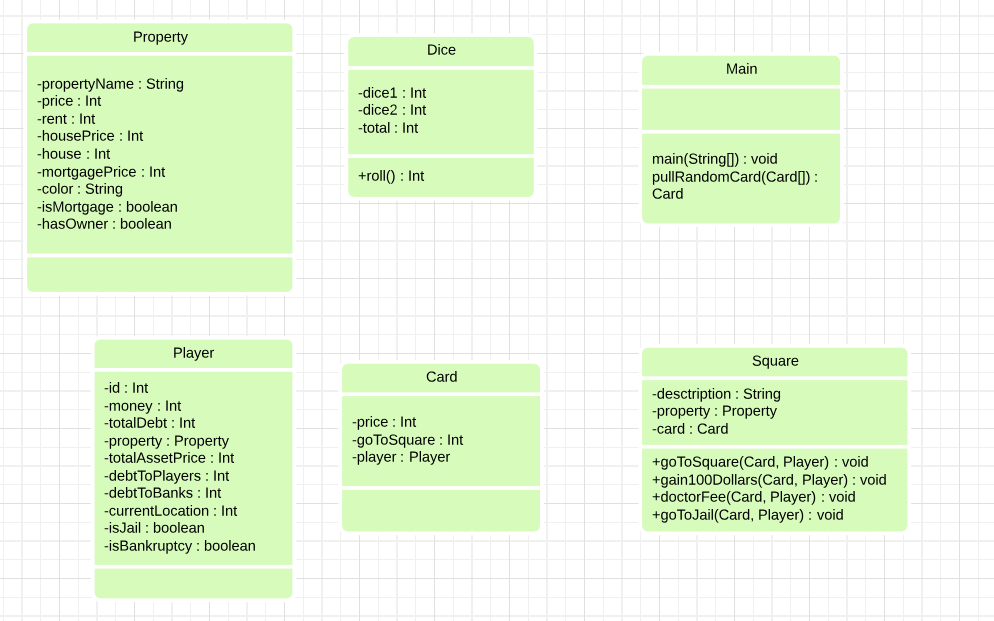 Property
-propertyName : String
-price : Int
-rent : Int
-housePrice : Int
-house : Int
-mortgagePrice : Int
-color : String
-isMortgage : boolean
-hasOwner : boolean
Dice
-dice1 : Int
-dice2 : Int
-total : Int
+roll() : Int
Main
main(String[]) : void
pullRandomCard(Card[]) :
Card
Player
-id : Int
-money : Int
-totalDebt : Int
-property : Property
-totalAssetPrice : Int
-debtToPlayers : Int
-debtToBanks : Int
-currentLocation : Int
-isJail : boolean
-isBankruptcy : boolean
Card
-price : Int
-goToSquare : Int
-player : Player
Square
-desctription : String
-property : Property
-card : Card
+goToSquare(Card, Player) : void
+gain100Dollars(Card, Player) : void
+doctorFee(Card, Player) : void
+goToJail(Card, Player) : void